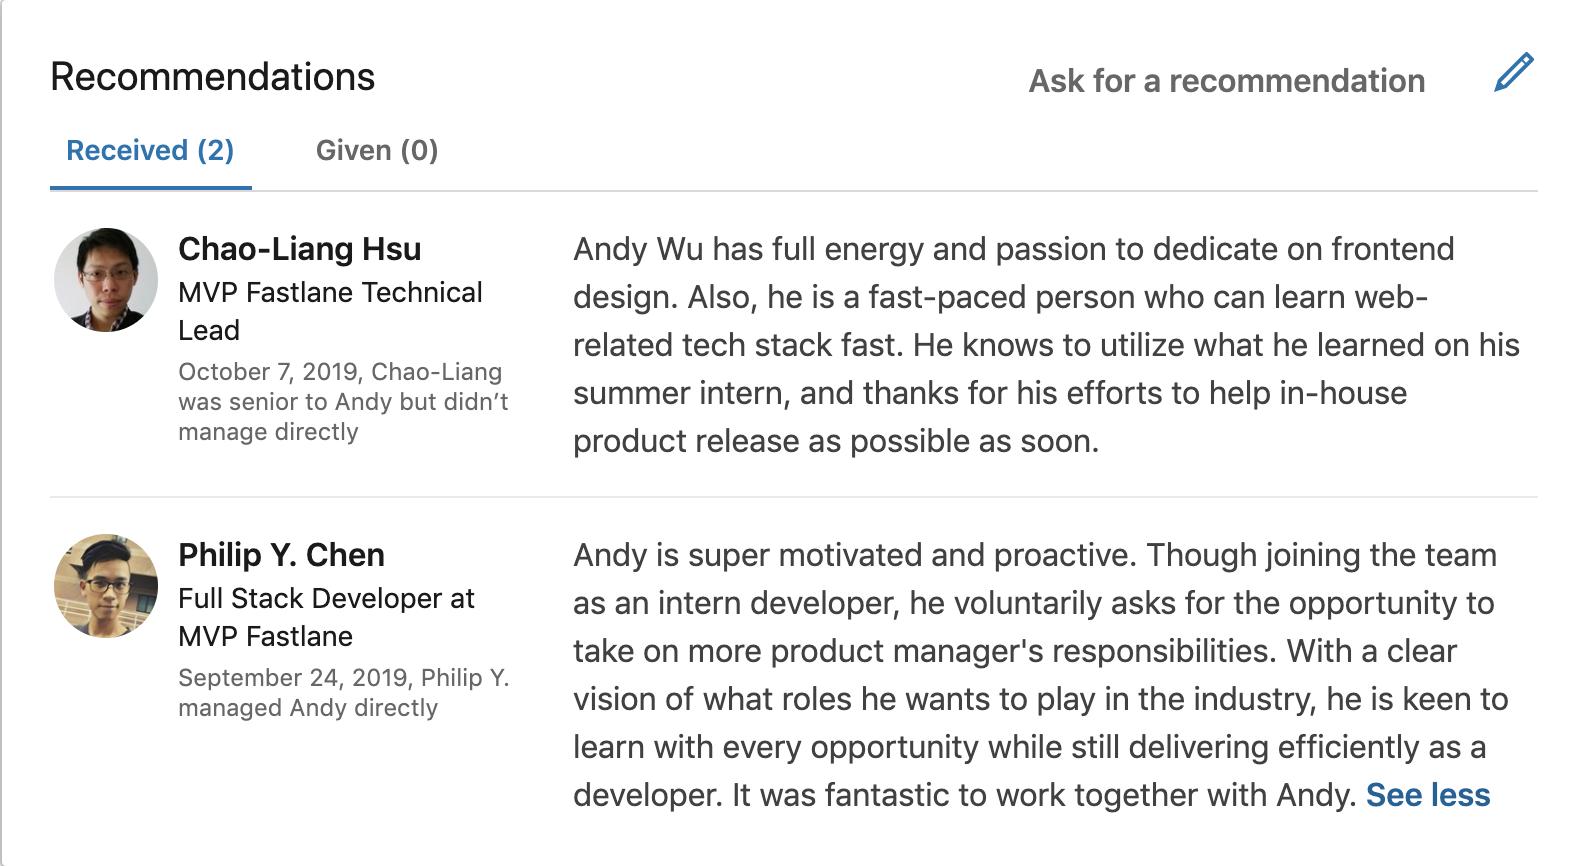 Recommendations
Ask for a recommendation
Received (2)
Given (0)
Chao-Liang Hsu
MVP Fastlane Technical
Lead
October 7, 2019, Chao-Liang
was senior to Andy but didn’t
manage directly
Andy Wu has full energy and passion to dedicate on frontend
design. Also, he is a fast-paced person who can learn web-
related tech stack fast. He knows to utilize what he learned on his
summer intern, and thanks for his efforts to help in-house
product release as possible as soon.
Philip Y. Chen
Full Stack Developer at
MVP Fastlane
September 24, 2019, Philip Y.
managed Andy directly
Andy is super motivated and proactive. Though joining the team
as an intern developer, he voluntarily asks for the opportunity to
take on more product manager's responsibilities. With a clear
vision of what roles he wants to play in the industry, he is keen to
learn with every opportunity while still delivering efficiently as a
developer. It was fantastic to work together with Andy. See less